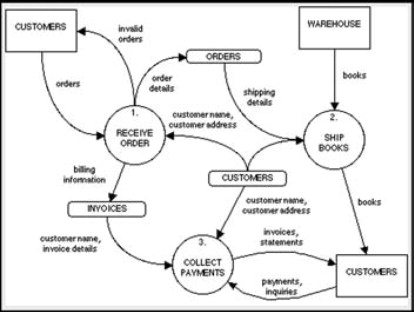 CUSTOMERS
invalid
orders
WAREHOUSE
ORDERS
orders
order
details
books
shipping
details
1.
RECEIVE
ORDER
customer name,
customer address
2.
SHIP
BOOKS
billing
information
CUSTOMERS
INVOICES
customer name,
customer address
books
customer name,
invoice details
3.
COLLECT
PAYMENTS
invoices,
statements
CUSTOMERS
payments,
inquiries